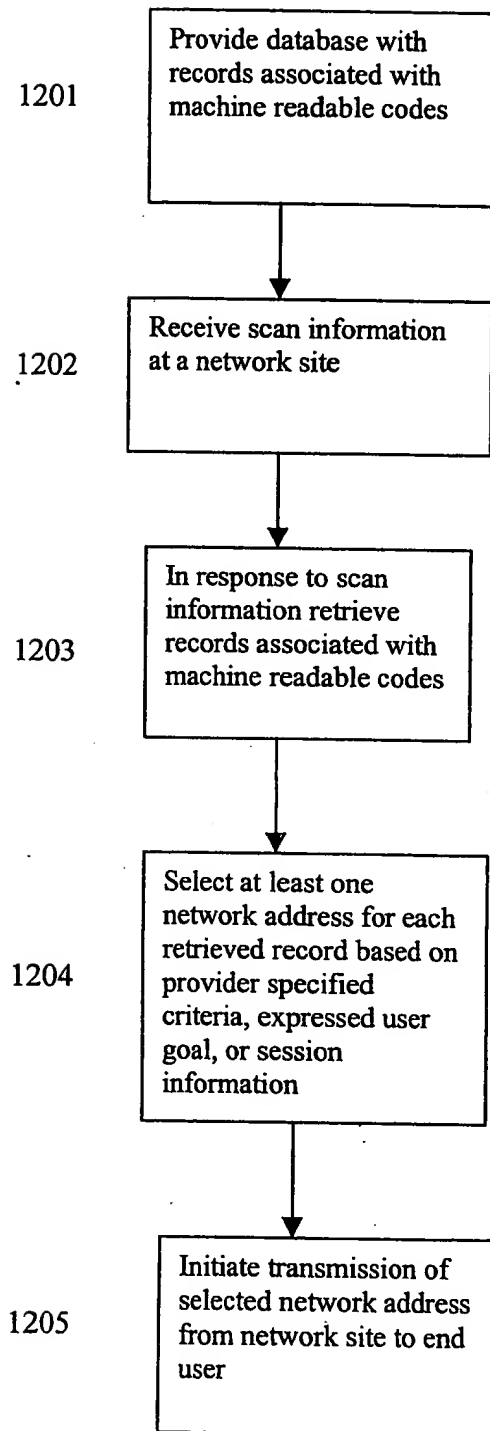 1201
Provide database with
records associated with
machine readable codes
1202
Receive scan information
at a network site
1203
In response to scan
information retrieve
records associated with
machine readable codes
1204
Select at least one
network address for each
retrieved record based on
provider specified
criteria, expressed user
goal, or session
information
1205
Initiate transmission of
selected network address
from network site to end
user